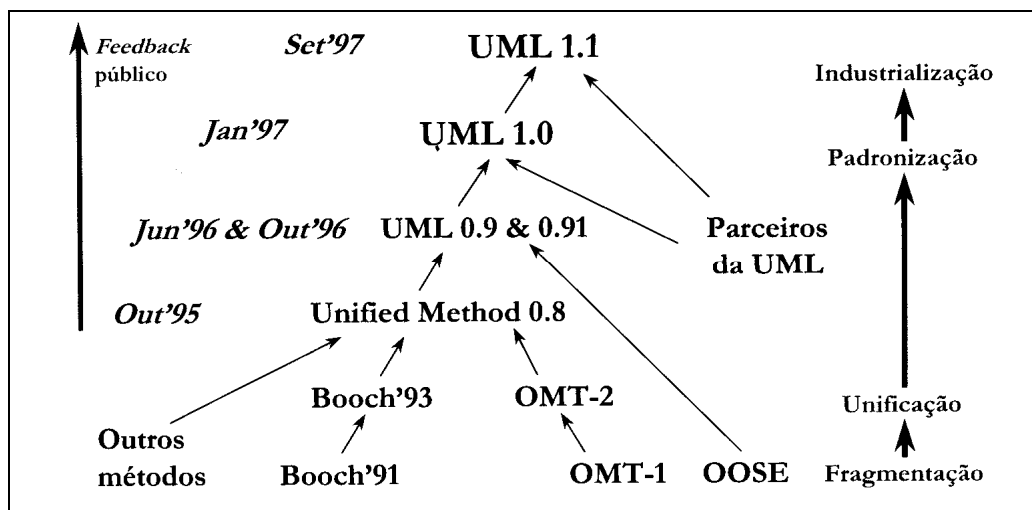 Feedback
público
Set'97
UML 1.1
Industrialização
Jan'97
UML 1.0
Padronização
Jun'96 & Out'96
UML 0.9 & 0.91
Parceiros
da UML
Out'95
Unified Method 0.8
Booch'93
OMT-2
Unificação
Outros
métodos
Booch'91
OMT-1
OOSE
Fragmentação